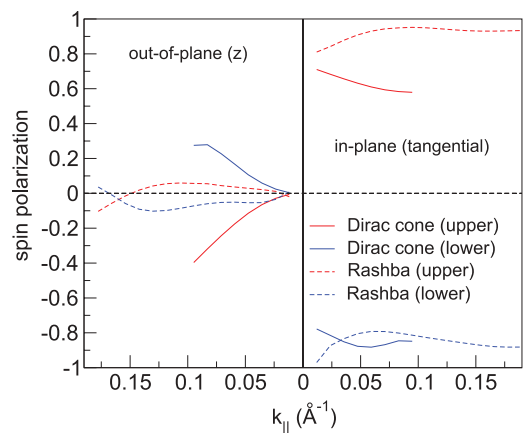 1
0.8
0.6
0.4
0.2
0
-0.2
-0.4
-0.6
-0.8
-1
spin polarization
out-of-plane (z)
in-plane (tangential)
Dirac cone (upper)
Dirac cone (lower)
Rashba (upper)
Rashba (lower)
0.15 0.1 0.05 0 0.05 0.1 0.15
k|| (Å-1)